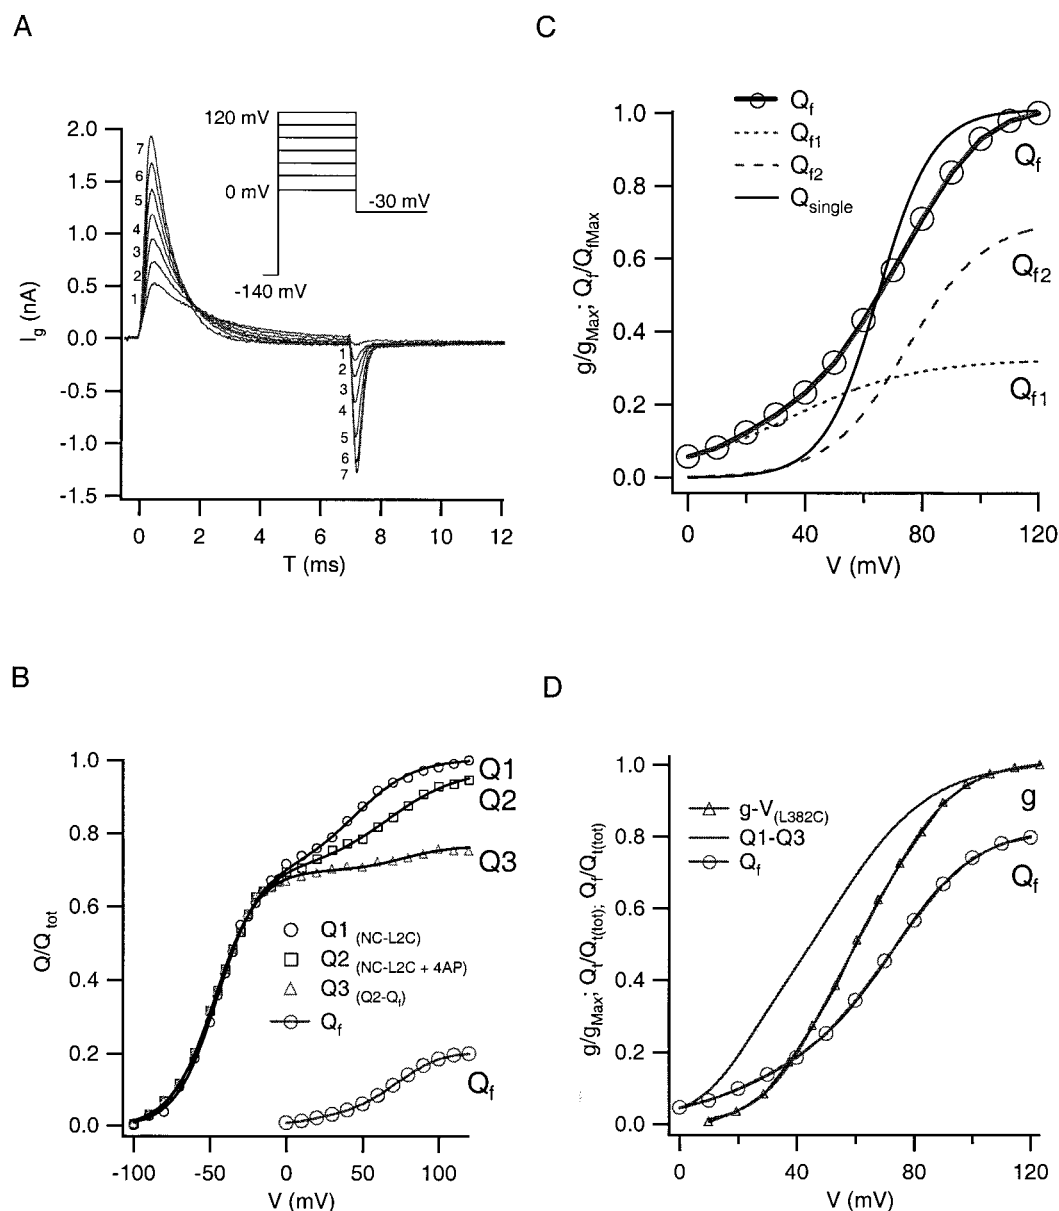 A
2.0
1.5
1.0
0.5
0.0
-0.5
-1.0
-1.5
I_g (nA)
7
6
5
4
3
2
1
120 mV
0 mV
-30 mV
-140 mV
1
2
3
4
5
6
7
0 2 4 6 8 10 12
T (ms)
C
Q_f
Q_f1
Q_f2
Q_single
1.0
0.8
0.6
0.4
0.2
0.0
g/g_Max; Q_f/Q_fMax
Q_f
Q_f2
Q_f1
0 40 80 120
V (mV)
B
1.0
0.8
0.6
0.4
0.2
0.0
Q/Q_tot
Q1
Q2
Q3
Q1 (NC-L2C)
Q2 (NC-L2C + 4AP)
Q3 (Q2-Q_f)
Q_f
Q_f
-100 -50 0 50 100
V (mV)
D
g-V (L382C)
Q1-Q3
Q_f
1.0
0.8
0.6
0.4
0.2
0.0
g/g_Max; Q_f/Q_t(tot); Q_f/Q_t(tot)
g
Q_f
0 40 80 120
V (mV)